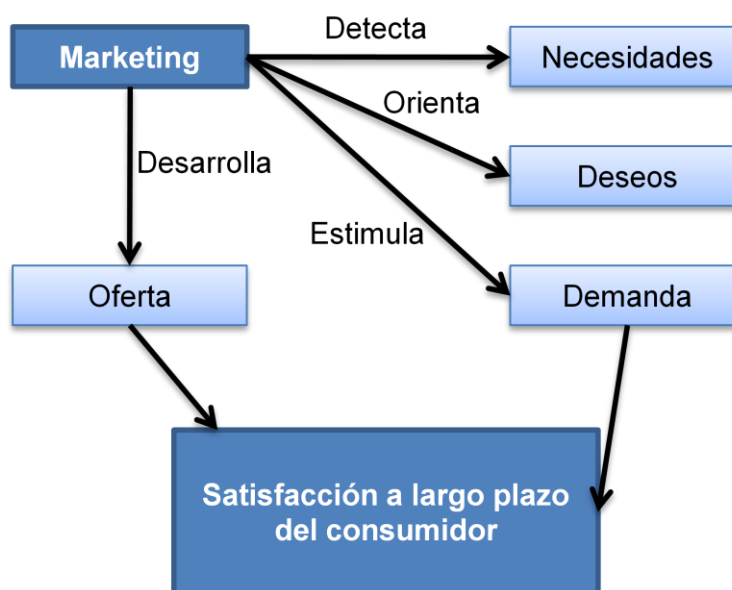 Detecta
Marketing
Necesidades
Orienta
Desarrolla
Deseos
Estimula
Oferta
Demanda
Satisfacción a largo plazo
del consumidor